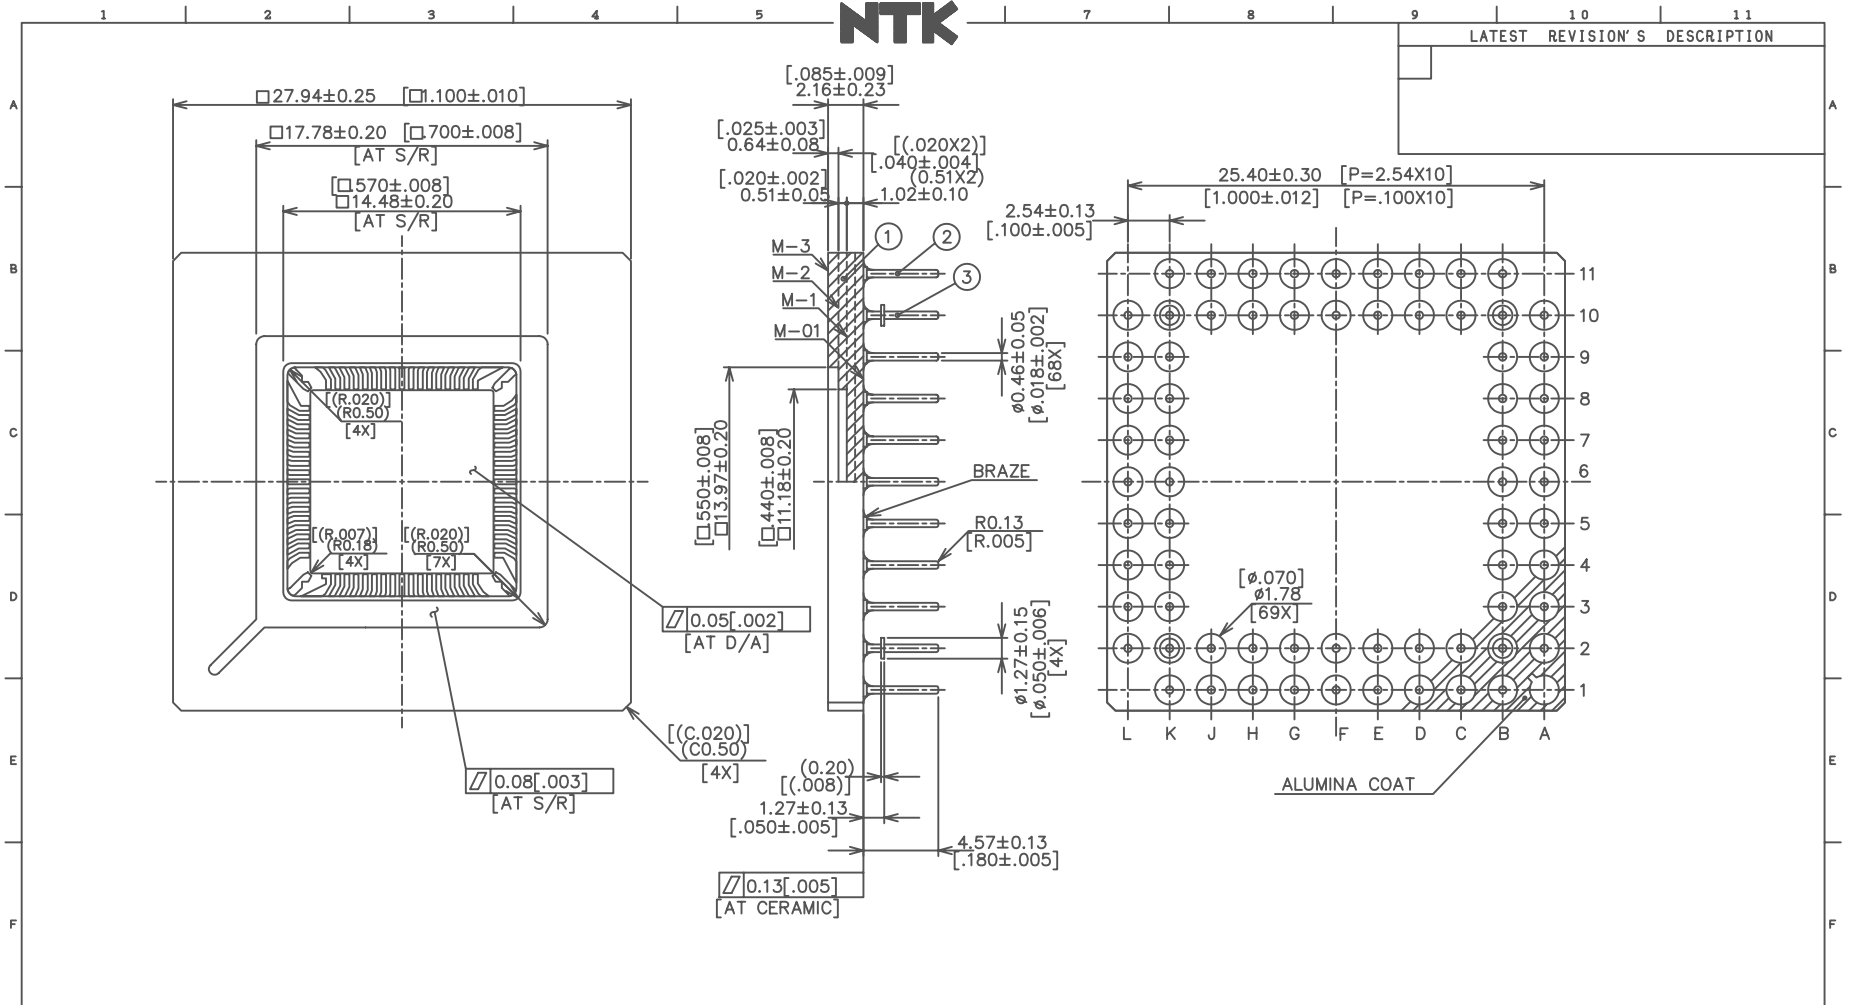 1 2 3 4 5 7 8 9 10 11
NTK
LATEST REVISION'S DESCRIPTION
A
B
C
D
E
F
A
B
C
D
E
F
□27.94±0.25 [□1.100±.010]
□17.78±0.20 [□.700±.008]
[AT S/R]
[□.570±.008]
□14.48±0.20
[AT S/R]
[(R.020)]
(R0.50)
[4X]
[(R.007)]
(R0.18)
[4X]
[(R.020)]
(R0.50)
[7X]
⏥ 0.05[.002]
[AT D/A]
⏥ 0.08[.003]
[AT S/R]
[(C.020)]
(C0.50)
[4X]
[.085±.009]
2.16±0.23
[.025±.003]
0.64±0.08
[(.020X2)]
[.040±.004]
(0.51X2)
1.02±0.10
[.020±.002]
0.51±0.05
M-3
M-2
M-1
M-01
1
2
3
[□.550±.008]
□13.97±0.20
[□.440±.008]
□11.18±0.20
ø0.46±0.05
[ø.018±.002]
[68X]
BRAZE
R0.13
[R.005]
ø1.27±0.15
[ø.050±.006]
[4X]
(0.20)
[(.008)]
1.27±0.13
[.050±.005]
4.57±0.13
[.180±.005]
⏥ 0.13[.005]
[AT CERAMIC]
25.40±0.30 [P=2.54X10]
[1.000±.012] [P=.100X10]
2.54±0.13
[.100±.005]
11
10
9
8
7
6
5
4
3
2
1
[ø.070]
ø1.78
[69X]
L K J H G F E D C B A
ALUMINA COAT